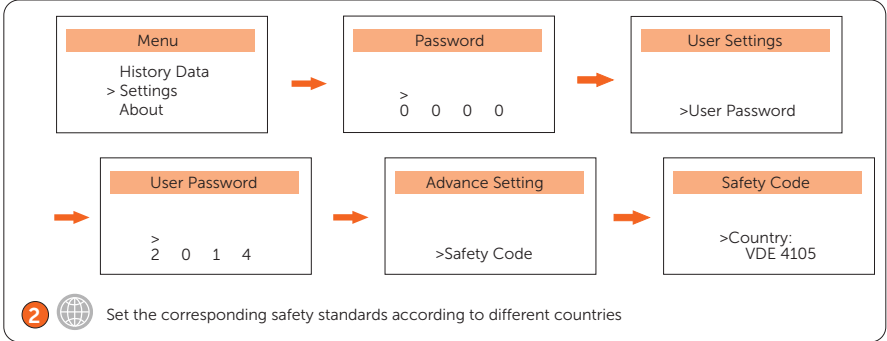 Menu
History Data
> Settings
About
Password
>
0 0 0 0
User Settings
>User Password
User Password
>
2 0 1 4
Advance Setting
>Safety Code
Safety Code
>Country:
VDE 4105
2 Set the corresponding safety standards according to different countries